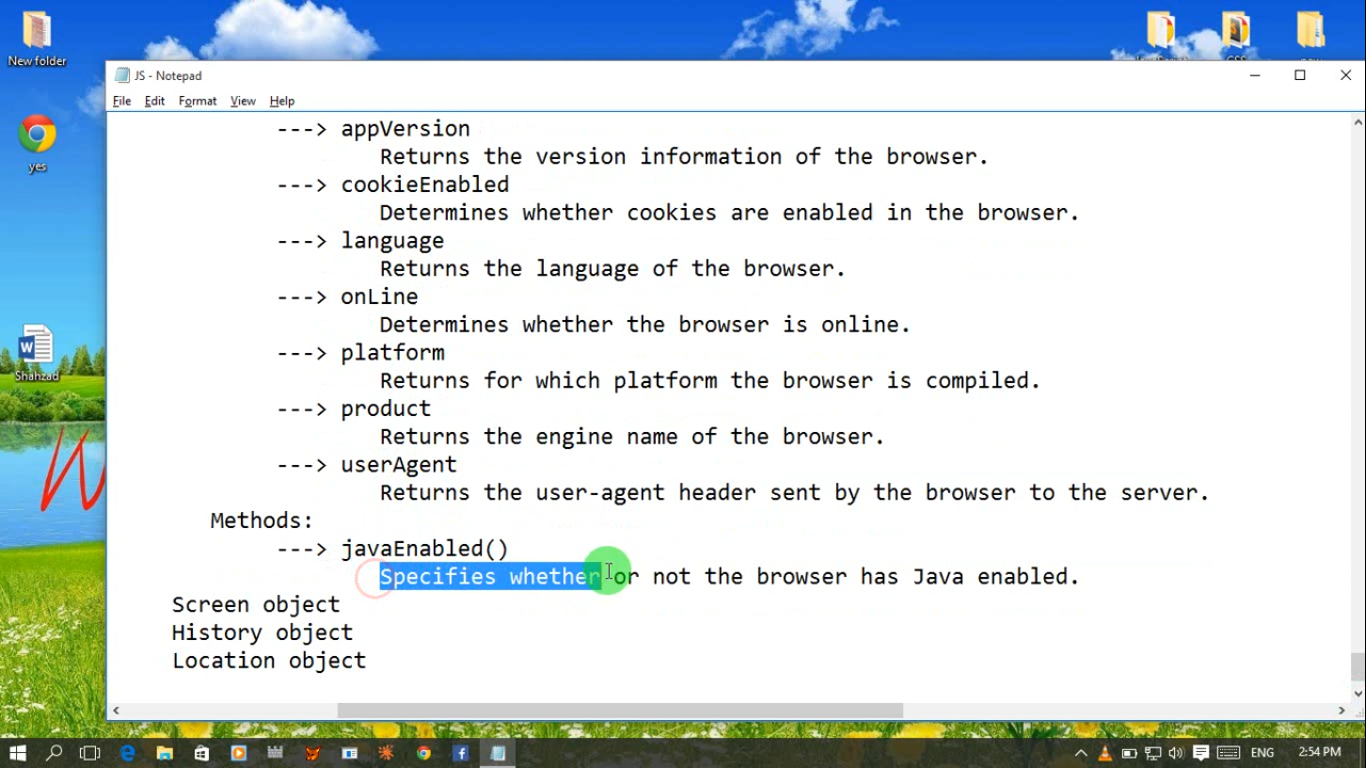 New folder
yes
Shahzad
JS - Notepad
File Edit Format View Help
---> appVersion
Returns the version information of the browser.
---> cookieEnabled
Determines whether cookies are enabled in the browser.
---> language
Returns the language of the browser.
---> onLine
Determines whether the browser is online.
---> platform
Returns for which platform the browser is compiled.
---> product
Returns the engine name of the browser.
---> userAgent
Returns the user-agent header sent by the browser to the server.
Methods:
---> javaEnabled()
Specifies whether or not the browser has Java enabled.
Screen object
History object
Location object
ENG 2:54 PM